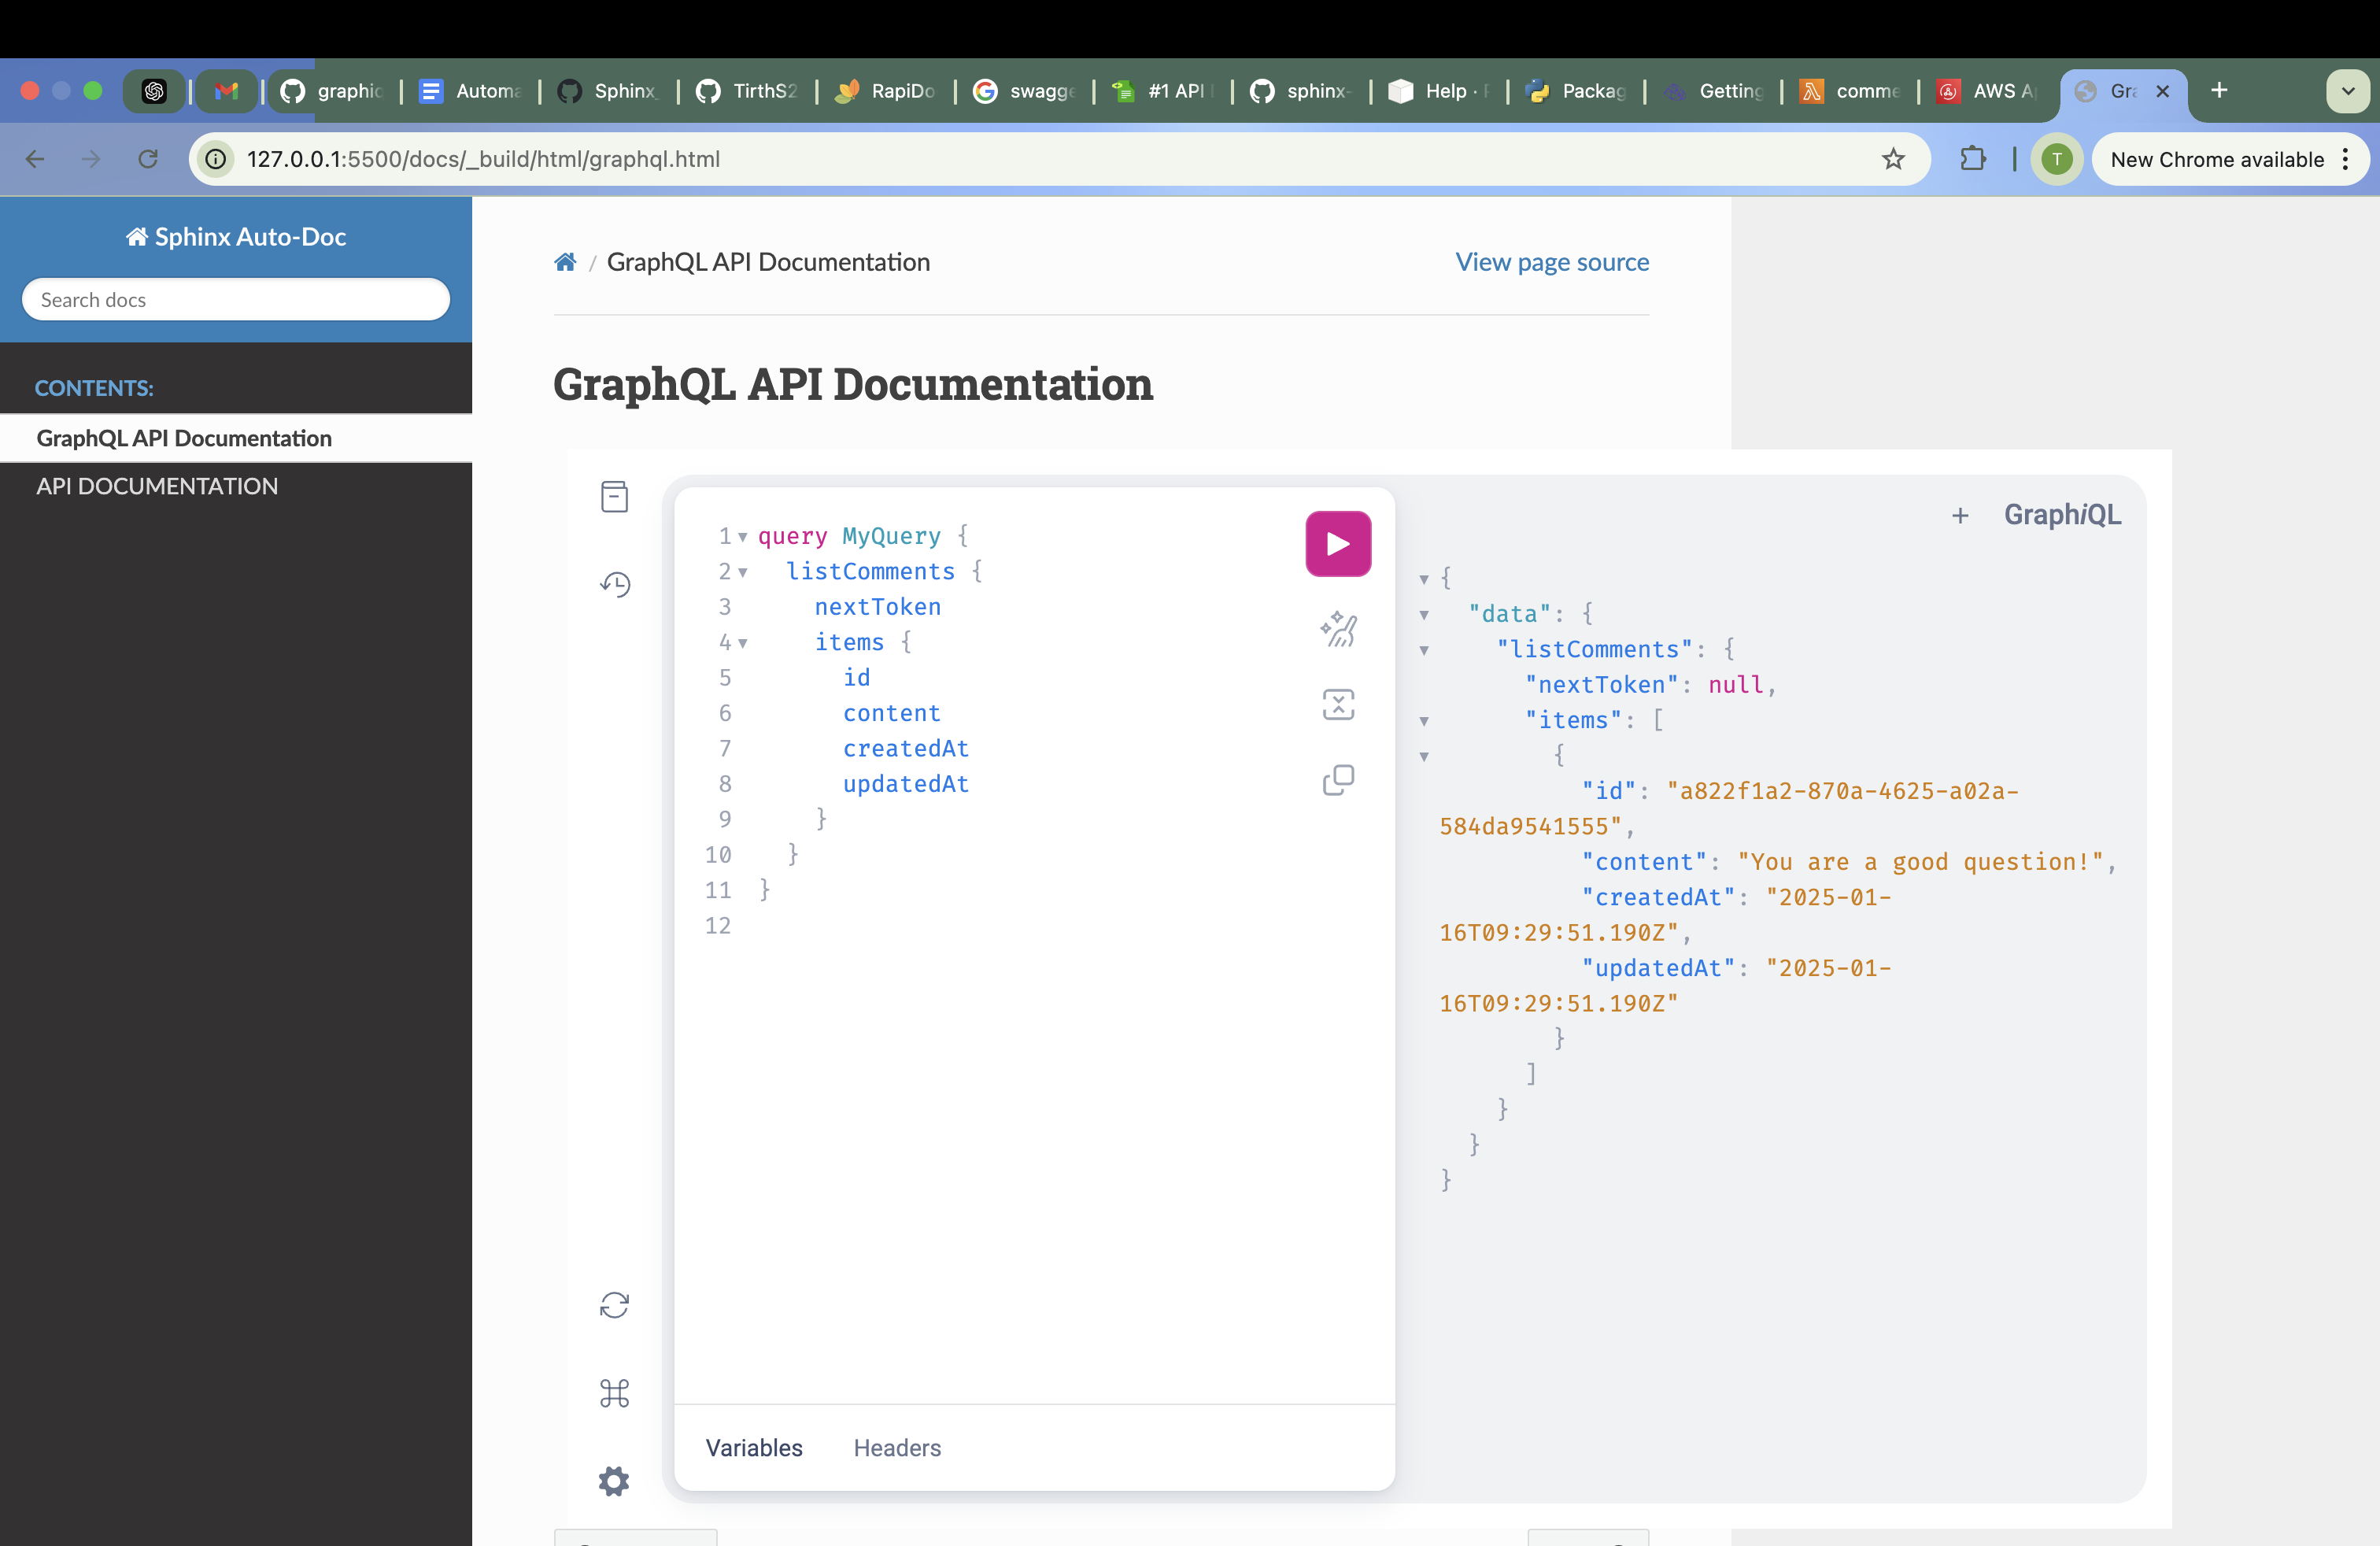 graphic
Automa
Sphinx_
TirthS2
RapiDo
swagge
#1 API
sphinx-
Help ·
Packag
Getting
comme
AWS A
Gra
127.0.0.1:5500/docs/_build/html/graphql.html
T
New Chrome available
Sphinx Auto-Doc
Search docs
CONTENTS:
GraphQL API Documentation
API DOCUMENTATION
/ GraphQL API Documentation
View page source
GraphQL API Documentation
1 query MyQuery {
2 listComments {
3 nextToken
4 items {
5 id
6 content
7 createdAt
8 updatedAt
9 }
10 }
11 }
12
Variables
Headers
+ GraphiQL
{
"data": {
"listComments": {
"nextToken": null,
"items": [
{
"id": "a822f1a2-870a-4625-a02a-
584da9541555",
"content": "You are a good question!",
"createdAt": "2025-01-
16T09:29:51.190Z",
"updatedAt": "2025-01-
16T09:29:51.190Z"
}
]
}
}
}